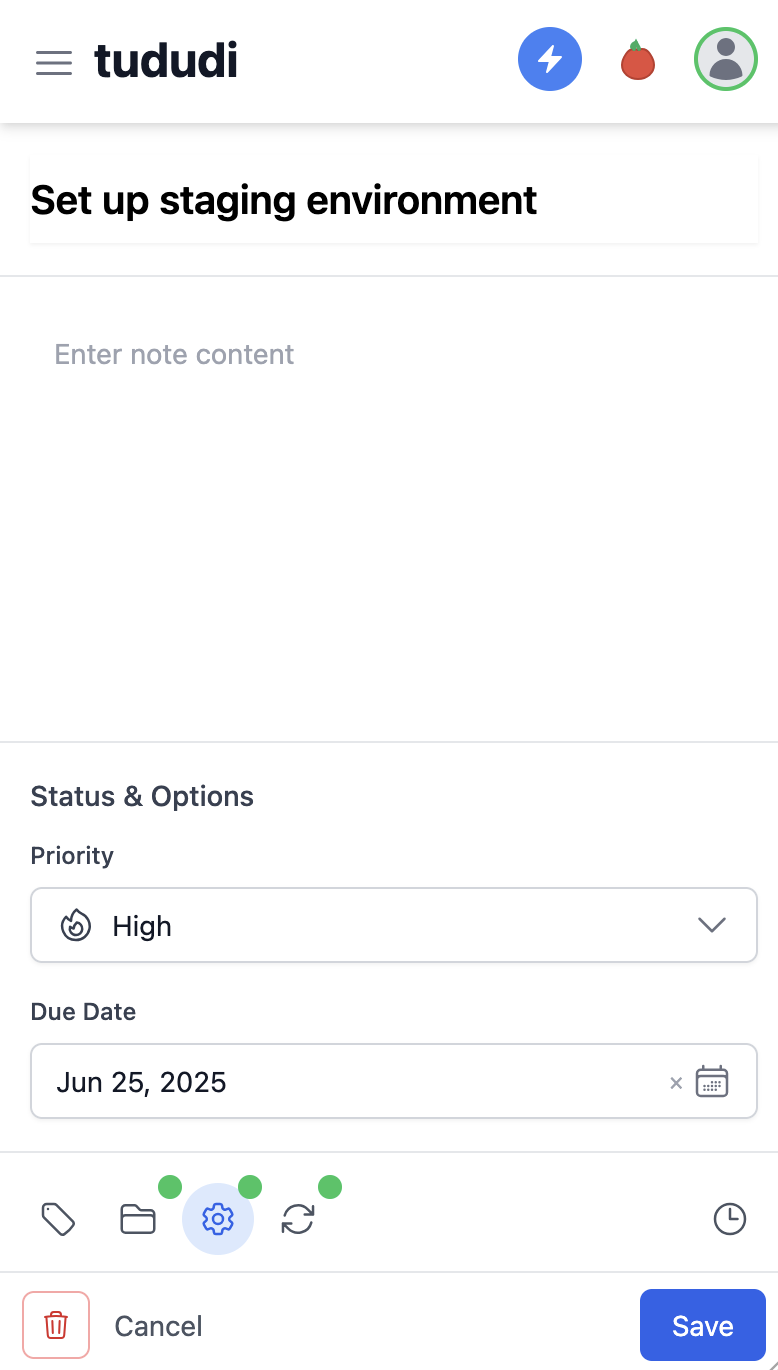 tududi
Set up staging environment
Enter note content
Status & Options
Priority
High
Due Date
Jun 25, 2025
Cancel
Save